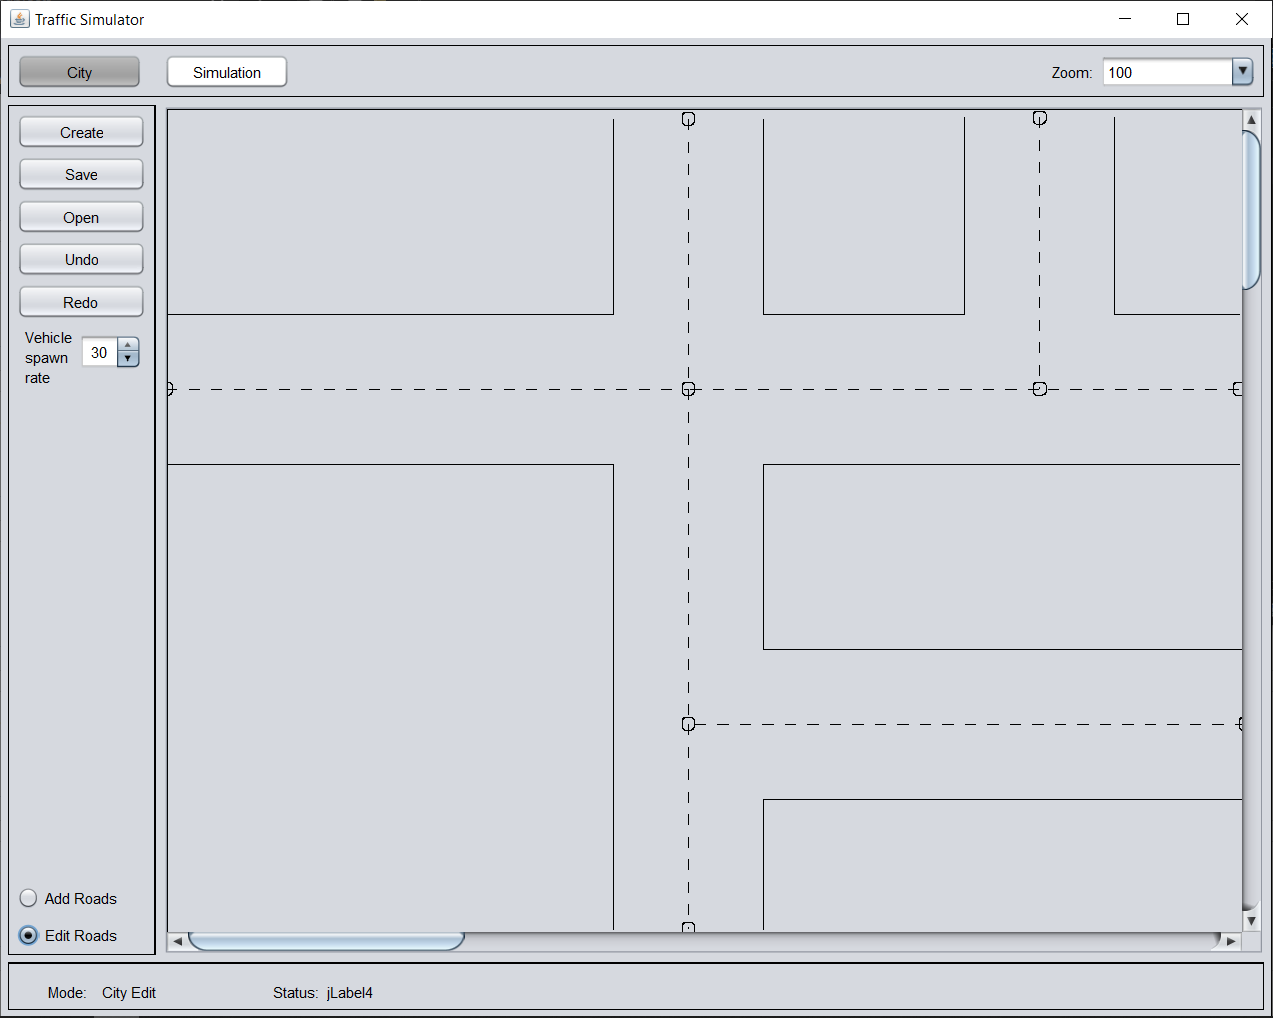 Traffic Simulator
City
Simulation
Zoom:
100
Create
Save
Open
Undo
Redo
Vehicle
spawn
rate
30
Add Roads
Edit Roads
Mode: City Edit
Status: jLabel4